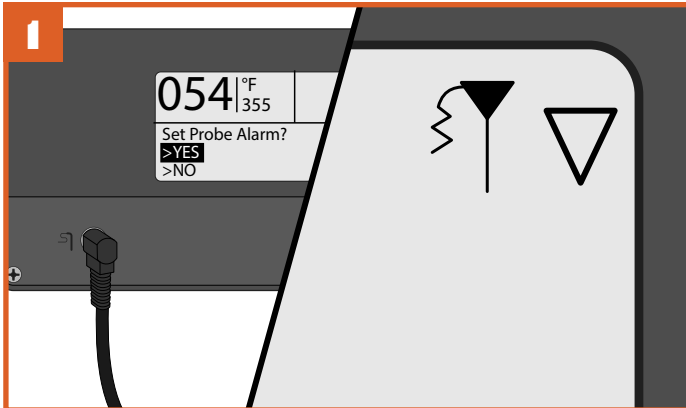 1
054 °F
355
Set Probe Alarm?
>YES
>NO